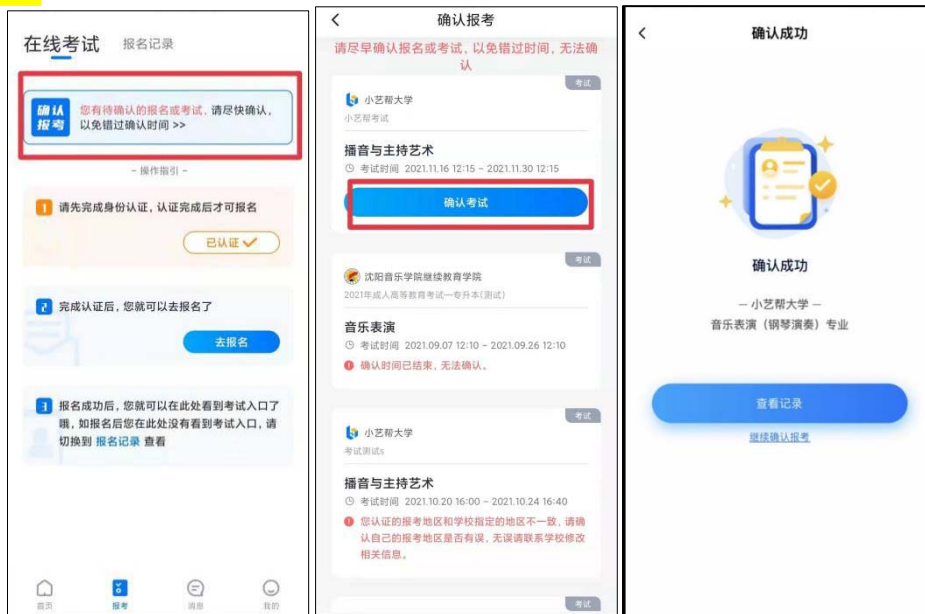 在线考试 报名记录
确认
报考
您有待确认的报名或考试，请尽快确认，
以免错过确认时间 >>
- 操作指引 -
1 请先完成身份认证，认证完成后才可报名
已认证
2 完成认证后，您就可以去报名了
去报名
3 报名成功后，您就可以在此处看到考试入口了
哦，如报名后您在此处没有看到考试入口，请
切换到 报名记录 查看
首页 报考 消息 我的
确认报考
请尽早确认报名或考试，以免错过时间，无法确
认
考试
小艺帮大学
小艺帮考试
播音与主持艺术
考试时间 2021.11.16 12:15 - 2021.11.30 12:15
确认考试
考试
沈阳音乐学院继续教育学院
2021年成人高等教育考试—专升本(测试)
音乐表演
考试时间 2021.09.07 12:10 - 2021.09.26 12:10
确认时间已结束，无法确认。
考试
小艺帮大学
考试测试s
播音与主持艺术
考试时间 2021.10.20 16:00 - 2021.10.24 16:40
您认证的报考地区和学校指定的地区不一致，请确
认自己的报考地区是否有误，无误请联系学校修改
相关信息。
考试
确认成功
确认成功
— 小艺帮大学 —
音乐表演（钢琴演奏）专业
查看记录
继续确认报考